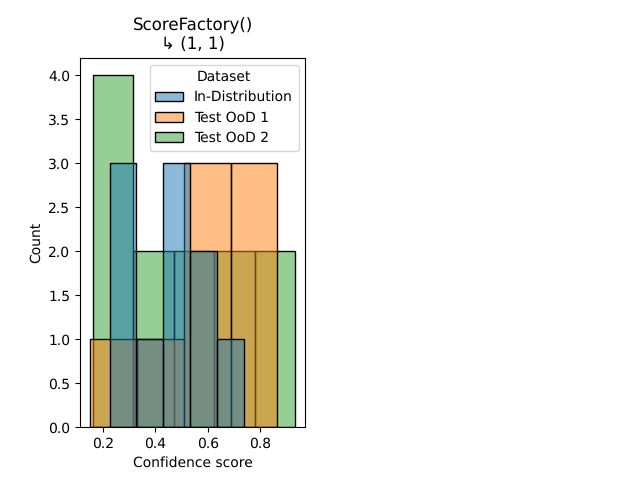 ScoreFactory()
↳ (1, 1)
Dataset
In-Distribution
Test OoD 1
Test OoD 2
Count
4.0
3.5
3.0
2.5
2.0
1.5
1.0
0.5
0.0
0.2 0.4 0.6 0.8
Confidence score